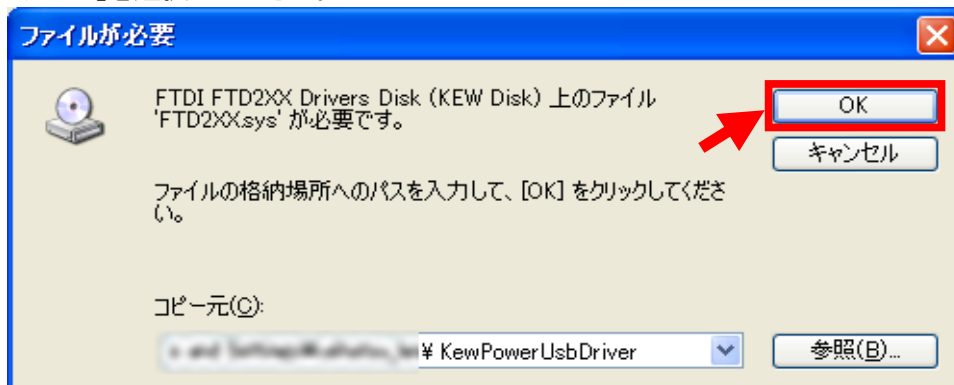 ファイルが必要
FTDI FTD2XX Drivers Disk (KEW Disk) 上のファイル
'FTD2XX.sys' が必要です。
OK
キャンセル
ファイルの格納場所へのパスを入力して、[OK] をクリックしてくださ
い。
コピー元(C):
¥ KewPowerUsbDriver
参照(B)...